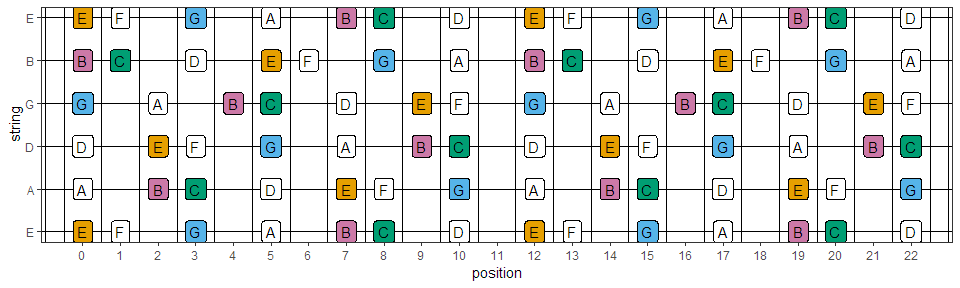 E E F G A B C D E F G A B C D
B B C D E F G A B C D E F G A
G G A B C D E F G A B C D E F
D D E F G A B C D E F G A B C
A A B C D E F G A B C D E F G
E E F G A B C D E F G A B C D
string
0 1 2 3 4 5 6 7 8 9 10 11 12 13 14 15 16 17 18 19 20 21 22
position